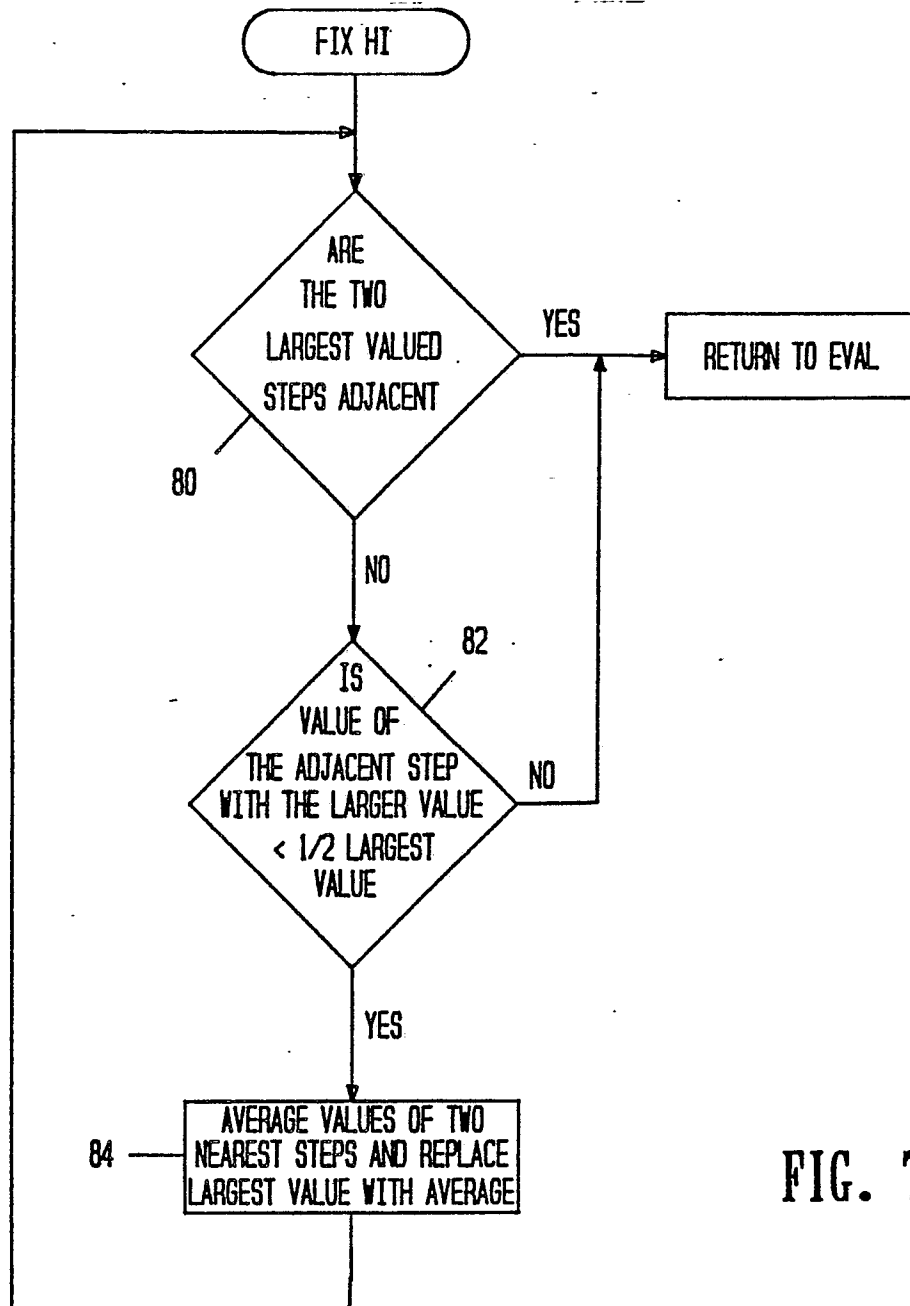 FIX HI
ARE
THE TWO
LARGEST VALUED
STEPS ADJACENT
YES
RETURN TO EVAL
80
NO
82
IS
VALUE OF
THE ADJACENT STEP
WITH THE LARGER VALUE
< 1/2 LARGEST
VALUE
NO
YES
84
AVERAGE VALUES OF TWO
NEAREST STEPS AND REPLACE
LARGEST VALUE WITH AVERAGE
FIG.